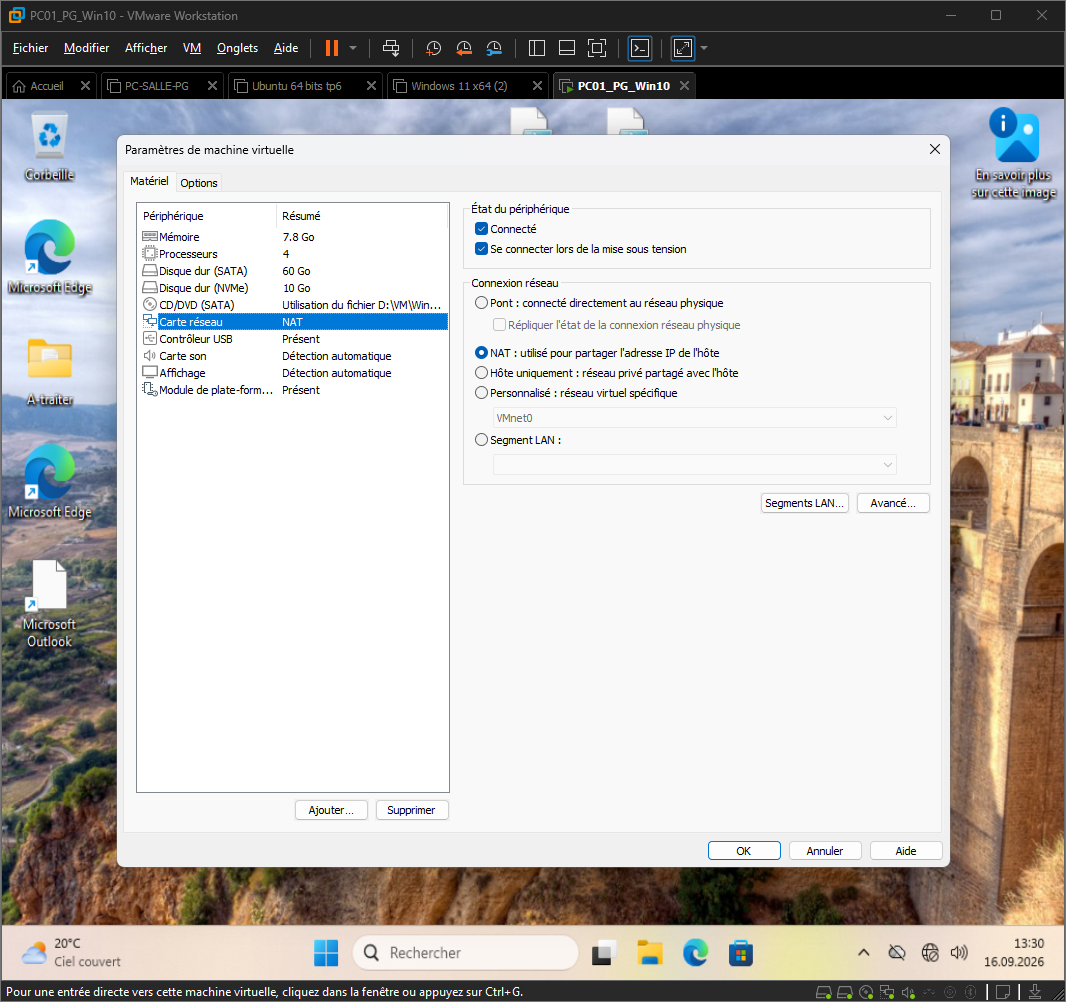 PC01_PG_Win10 - VMware Workstation
Fichier Modifier Afficher VM Onglets Aide
Accueil PC-SALLE-PG Ubuntu 64 bits tp6 Windows 11 x64 (2) PC01_PG_Win10
Corbeille
Microsoft Edge
A-traiter
Microsoft Edge
Microsoft
Outlook
En savoir plus
sur cette image
Paramètres de machine virtuelle
Matériel Options
Périphérique Résumé
Mémoire 7.8 Go
Processeurs 4
Disque dur (SATA) 60 Go
Disque dur (NVMe) 10 Go
CD/DVD (SATA) Utilisation du fichier D:\VM\Win...
Carte réseau NAT
Contrôleur USB Présent
Carte son Détection automatique
Affichage Détection automatique
Module de plate-form... Présent
Ajouter... Supprimer
État du périphérique
Connecté
Se connecter lors de la mise sous tension
Connexion réseau
Pont : connecté directement au réseau physique
Répliquer l'état de la connexion réseau physique
NAT : utilisé pour partager l'adresse IP de l'hôte
Hôte uniquement : réseau privé partagé avec l'hôte
Personnalisé : réseau virtuel spécifique
VMnet0
Segment LAN :
Segments LAN... Avancé...
OK Annuler Aide
20°C
Ciel couvert
Rechercher
13:30
16.09.2026
Pour une entrée directe vers cette machine virtuelle, cliquez dans la fenêtre ou appuyez sur Ctrl+G.